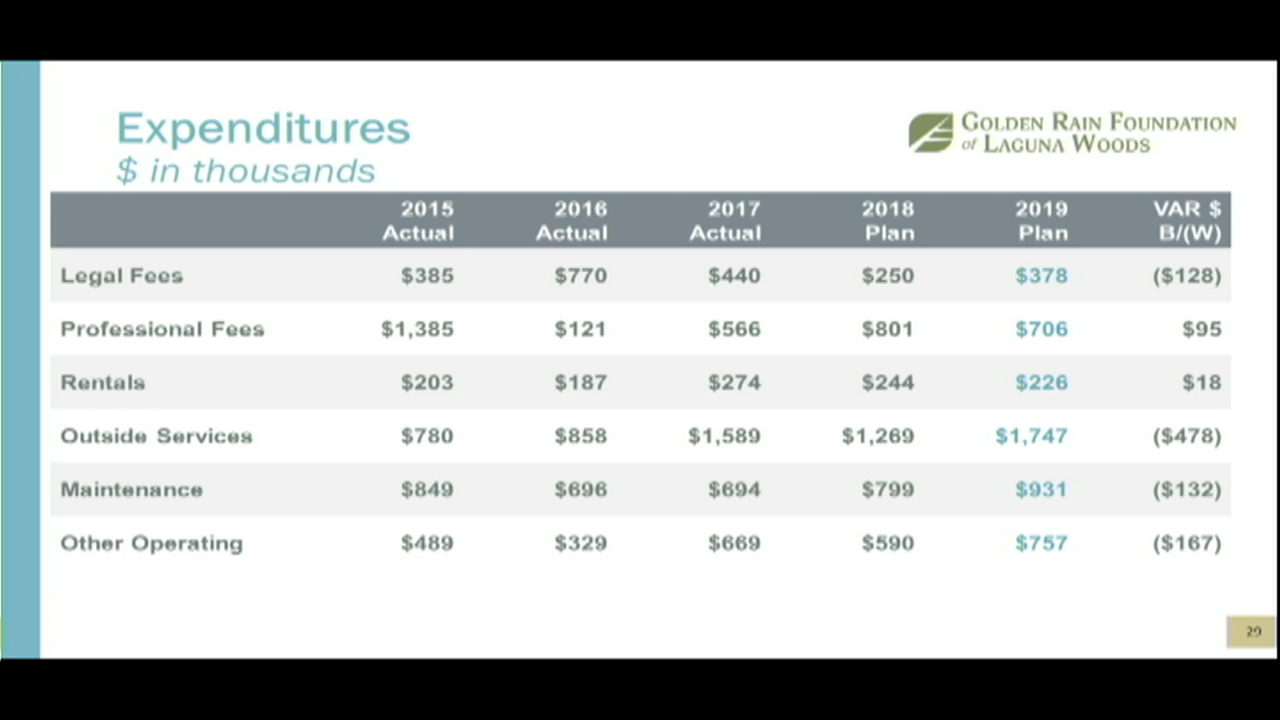 Expenditures
$ in thousands
GOLDEN RAIN FOUNDATION
of LAGUNA WOODS
2015 Actual 2016 Actual 2017 Actual 2018 Plan 2019 Plan VAR $ B/(W)
Legal Fees $385 $770 $440 $250 $378 ($128)
Professional Fees $1,385 $121 $566 $801 $706 $95
Rentals $203 $187 $274 $244 $226 $18
Outside Services $780 $858 $1,589 $1,269 $1,747 ($478)
Maintenance $849 $696 $694 $799 $931 ($132)
Other Operating $489 $329 $669 $590 $757 ($167)
29